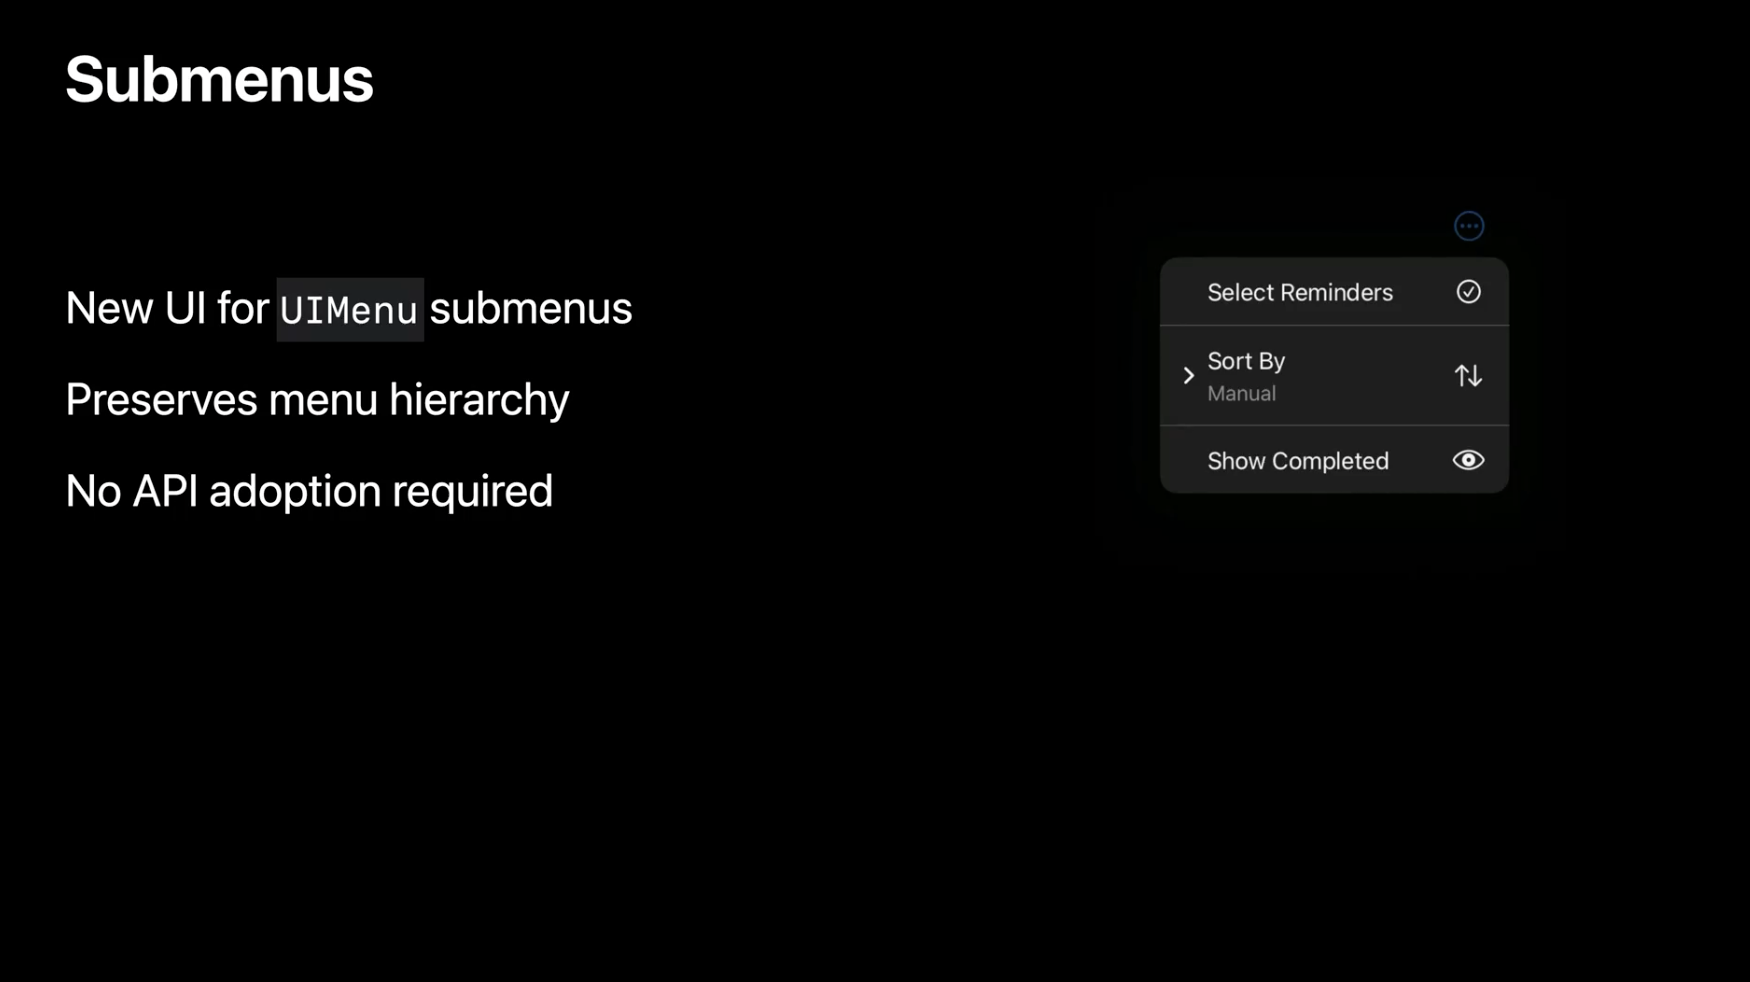 Submenus
New UI for UIMenu submenus
Preserves menu hierarchy
No API adoption required
Select Reminders
Sort By
Manual
Show Completed